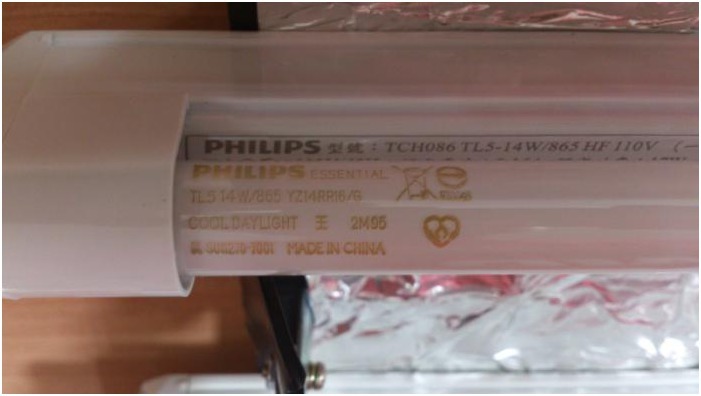 PHILIPS 型號：TCH086 TL5-14W/865 HF 110V (一
PHILIPS ESSENTIAL
TL5 14W/865 YZ14RR16/G
COOL DAYLIGHT 王 2M95
MADE IN CHINA